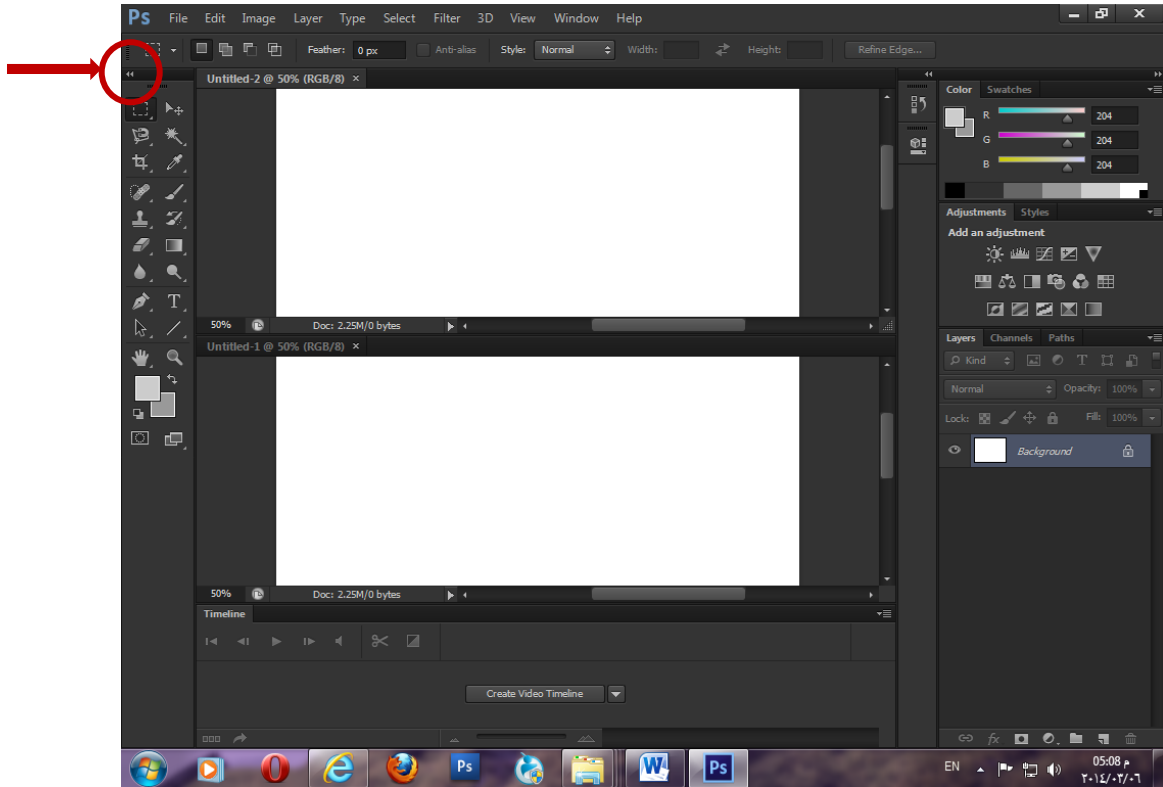 Ps File Edit Image Layer Type Select Filter 3D View Window Help
Feather: 0 px Anti-alias Style: Normal Width: Height: Refine Edge...
Untitled-2 @ 50% (RGB/8) ×
Color Swatches
R 204
G 204
B 204
Adjustments Styles
Add an adjustment
T
50% Doc: 2.25M/0 bytes
Layers Channels Paths
Untitled-1 @ 50% (RGB/8) ×
Kind T
Normal Opacity: 100%
Lock: Fill: 100%
Background
50% Doc: 2.25M/0 bytes
Timeline
Create Video Timeline
fx
Ps W Ps EN 05:08 م
٢٠١٤/٠٣/٠٦